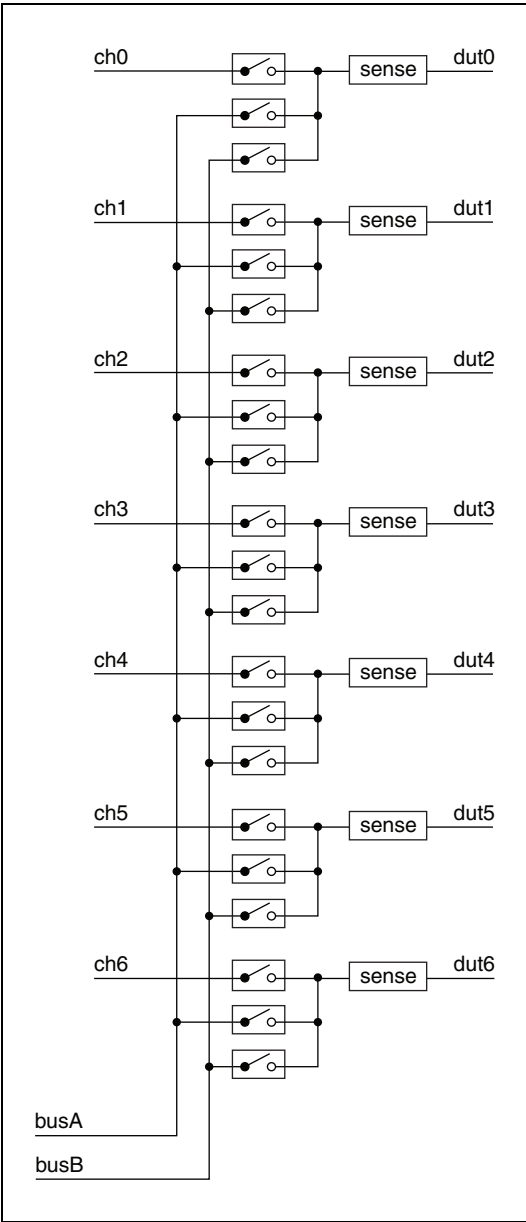 ch0 sense dut0
ch1 sense dut1
ch2 sense dut2
ch3 sense dut3
ch4 sense dut4
ch5 sense dut5
ch6 sense dut6
busA
busB